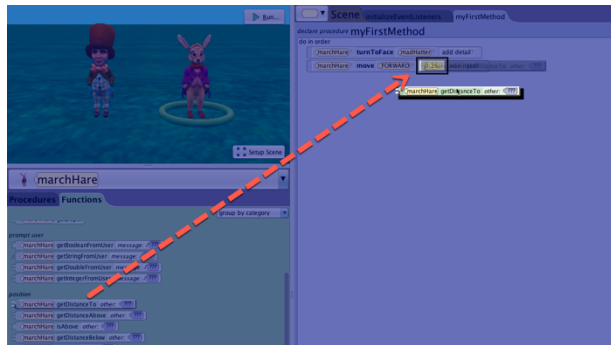 Run...
Scene initializeEventListeners myFirstMethod
declare procedure myFirstMethod
do in order
marchHare turnToFace madHatter add detail
marchHare move FORWARD 0.25
marchHare getDistanceTo other: ???
Setup Scene
marchHare
Procedures Functions
group by category
prompt user
marchHare getBooleanFromUser message: ???
marchHare getStringFromUser message: ???
marchHare getDoubleFromUser message: ???
marchHare getIntegerFromUser message: ???
position
marchHare getDistanceTo other: ???
marchHare getDistanceAbove other: ???
marchHare isAbove other: ???
marchHare getDistanceBelow other: ???